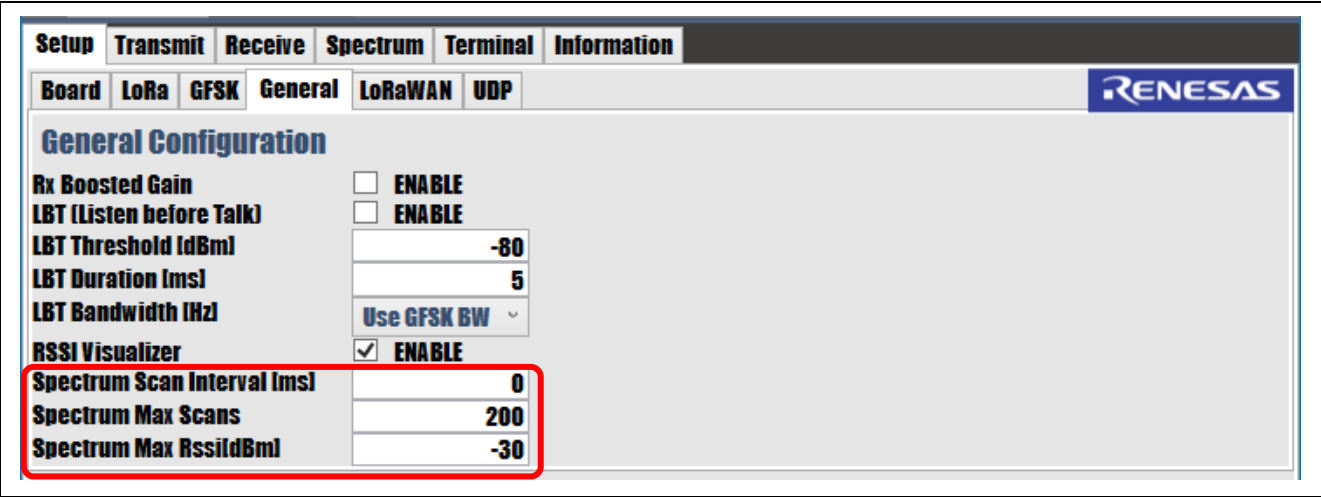 Setup Transmit Receive Spectrum Terminal Information
Board LoRa GFSK General LoRaWAN UDP RENESAS
General Configuration
Rx Boosted Gain ENABLE
LBT (Listen before Talk) ENABLE
LBT Threshold [dBm] -80
LBT Duration [ms] 5
LBT Bandwidth [Hz] Use GFSK BW
RSSI Visualizer ENABLE
Spectrum Scan Interval [ms] 0
Spectrum Max Scans 200
Spectrum Max Rssi[dBm] -30